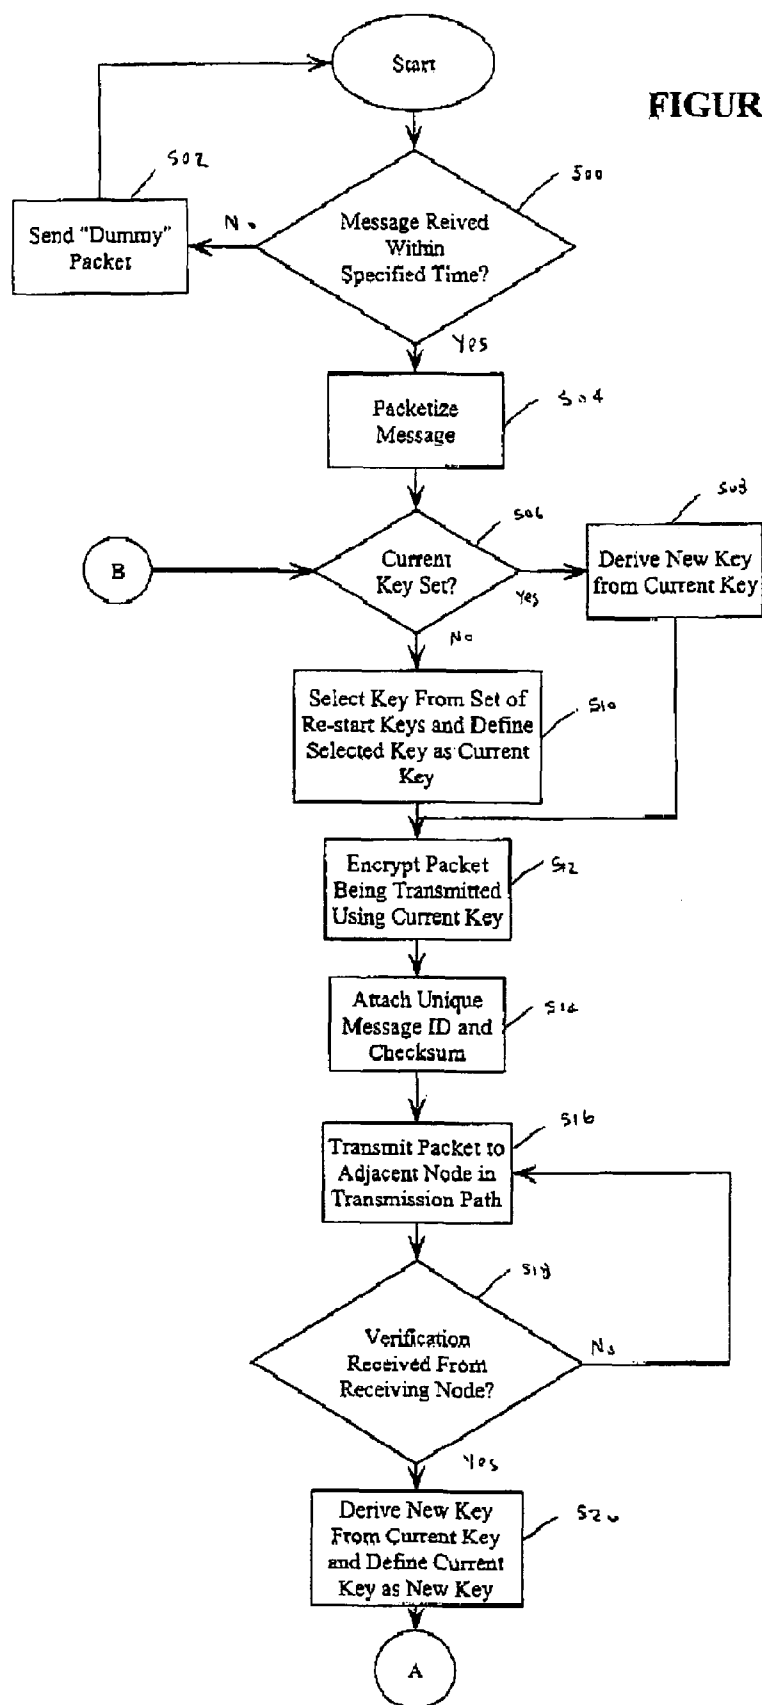 Start
FIGUR
502
500
No
Send "Dummy"
Packet
Message Reived
Within
Specified Time?
Yes
Packetize
Message
504
506
508
B
Current
Key Set?
Yes
Derive New Key
from Current Key
No
Select Key From Set of
Re-start Keys and Define
Selected Key as Current
Key
510
Encrypt Packet
Being Transmitted
Using Current Key
512
Attach Unique
Message ID and
Checksum
514
516
Transmit Packet to
Adjacent Node in
Transmission Path
518
Verification
Received From
Receiving Node?
No
Yes
Derive New Key
From Current Key
and Define Current
Key as New Key
520
A